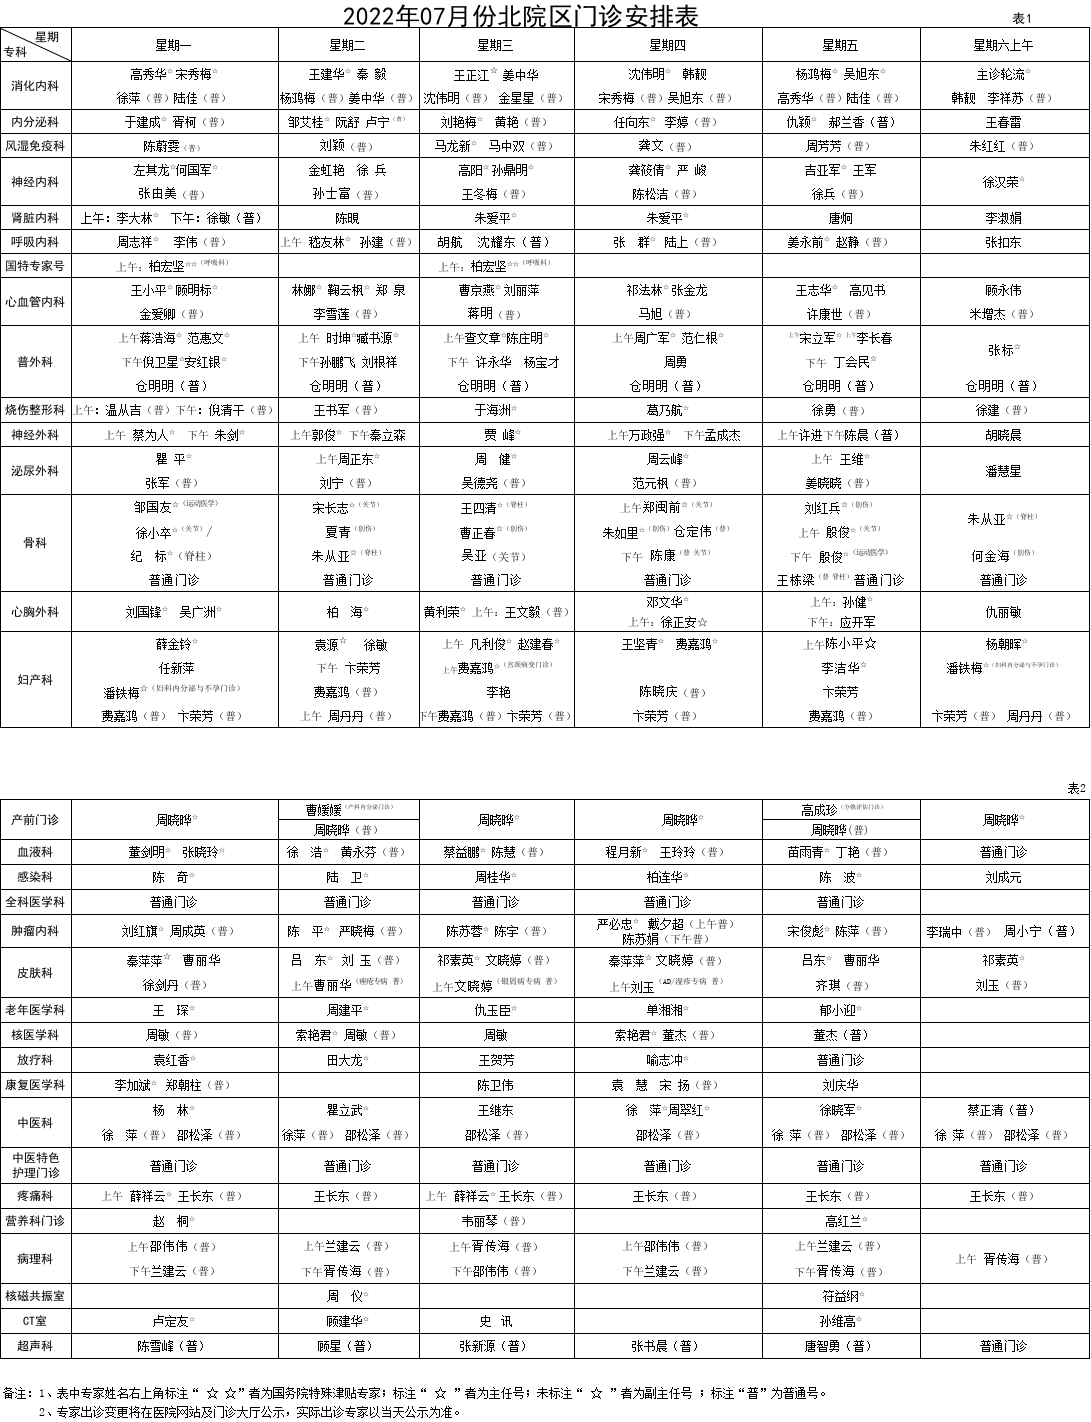 2022年07月份北院区门诊安排表
表1
星期 专科 星期一 星期二 星期三 星期四 星期五 星期六上午
消化内科
高秀华☆ 宋秀梅☆ 王建华☆ 秦 毅 王正江☆ 姜中华 沈伟明☆ 韩靓 杨鸿梅☆ 吴旭东☆ 主诊轮流☆
徐萍（普）陆佳（普） 杨鸿梅（普）姜中华（普） 沈伟明（普） 金星星（普） 宋秀梅（普）吴旭东（普） 高秀华（普）陆佳（普） 韩靓 李祥苏（普）
内分泌科 于建成☆ 胥柯（普） 邹艾桂☆ 阮舒 卢宁（普） 刘艳梅☆ 黄艳（普） 任向东☆ 李婷（普） 仇颖☆ 郝兰香（普） 王春雷
风湿免疫科 陈蔚雯（普） 刘颖（普） 马龙新☆ 马中双（普） 龚文（普） 周芳芳（普） 朱红红（普）
神经内科
左其龙☆何国军☆ 金虹艳 徐 兵 高阳☆孙鼎明☆ 龚筱倩☆ 严 峻 吉亚军☆ 王军 徐汉荣☆
张由美（普） 孙士富（普） 王冬梅（普） 陈松洁（普） 徐兵（普）
肾脏内科 上午：李大林☆ 下午：徐敏（普） 陈晛 朱爱平☆ 朱爱平☆ 唐炯 李淑娟
呼吸内科 周志祥☆ 李伟（普） 上午 嵇友林☆ 孙建（普） 胡航 沈耀东（普） 张 群☆ 陆上（普） 姜永前☆ 赵静（普） 张扣东
国特专家号 上午：柏宏坚☆☆（呼吸科） 上午：柏宏坚☆☆（呼吸科）
心血管内科
王小平☆顾明标☆ 林娜☆ 鞠云枫☆ 郑 泉 曹京燕☆刘丽萍 祁法林☆张金龙 王志华☆ 高见书 顾永伟
金爱卿（普） 李雪莲（普） 蒋明（普） 马旭（普） 许康世（普） 米增杰（普）
普外科
上午蒋浩海☆ 范惠文☆ 上午 时坤☆臧书源☆ 上午查文章☆陈庄明☆ 上午周广军☆ 范仁根☆ 上午宋立军☆ 上午李长春 张标☆
下午倪卫星☆安红银☆ 下午孙鹏飞 刘根祥 下午 许永华 杨宝才 周勇 下午 丁会民☆
仓明明（普） 仓明明（普） 仓明明（普） 仓明明（普） 仓明明（普） 仓明明（普）
烧伤整形科 上午：温从吉（普）下午：倪清干（普） 王书军（普） 于海洲☆ 葛乃航☆ 徐勇（普） 徐建（普）
神经外科 上午 蔡为人☆ 下午 朱剑☆ 上午郭俊☆ 下午秦立森 贾 峰☆ 上午万政强☆ 下午孟成杰 上午许进下午陈晨（普） 胡晓晨
泌尿外科
瞿 平☆ 上午周正东☆ 周 健☆ 周云峰☆ 上午 王维☆ 潘慧星
张军（普） 刘宁（普） 吴德尧（普） 范元枫（普） 姜晓晓（普）
骨科
邹国友☆（运动医学） 宋长志☆（关节） 王四清☆（脊柱） 上午郑闽前☆（关节） 刘红兵☆（创伤） 朱从亚☆（脊柱）
徐小卒☆（关节）/ 夏青（创伤） 曹正春☆（创伤） 朱如里☆（创伤）仓定伟（普） 上午 殷俊☆（关节）
纪 标☆（脊柱） 朱从亚☆（脊柱） 吴亚（关节） 下午 陈康（普 关节） 下午 殷俊☆（运动医学） 何金海（创伤）
普通门诊 普通门诊 普通门诊 普通门诊 王栋梁（普 脊柱）普通门诊 普通门诊
心胸外科 刘国锋☆ 吴广洲☆ 柏 海☆ 黄利荣☆ 上午：王文毅（普） 邓文华☆ 上午：孙健☆ 仇丽敏
上午：徐正安☆ 下午：应开军
妇产科
薛金铃☆ 袁源☆ 徐敏 上午 凡利俊☆ 赵建春☆ 王坚青☆ 费嘉鸿☆ 上午陈小平☆ 杨朝晖☆
任新萍 下午 卞荣芳 上午费嘉鸿☆（宫颈病变门诊） 李洁华☆ 潘铁梅☆（妇科内分泌与不孕门诊）
潘铁梅☆（妇科内分泌与不孕门诊） 费嘉鸿（普） 李艳 陈晓庆（普） 卞荣芳
费嘉鸿（普） 卞荣芳（普） 上午 周丹丹（普） 下午费嘉鸿（普）卞荣芳（普） 卞荣芳（普） 费嘉鸿（普） 卞荣芳（普） 周丹丹（普）
表2
产前门诊 周晓晔☆ 曹媛媛（产科内分泌门诊） 周晓晔☆ 周晓晔☆ 高成珍（分娩评估门诊） 周晓晔☆
周晓晔（普） 周晓晔(普)
血液科 董剑明☆ 张晓玲☆ 徐 浩☆ 黄永芬（普） 蔡益鹏☆ 陈慧（普） 程月新☆ 王玲玲（普） 苗雨青☆ 丁艳（普） 普通门诊
感染科 陈 奇☆ 陆 卫☆ 周桂华☆ 柏连华☆ 陈 波☆ 刘成元
全科医学科 普通门诊 普通门诊 普通门诊 普通门诊 普通门诊
肿瘤内科 刘红旗☆ 周成英（普） 陈 平☆ 严晓梅（普） 陈苏蓉☆ 陈宇（普） 严必忠☆ 戴夕超（上午普） 宋俊彪☆ 陈萍（普） 李瑞中（普） 周小宁（普）
陈苏娟（下午普）
皮肤科
秦萍萍☆ 曹丽华 吕 东☆ 刘 玉（普） 祁素英☆ 文晓婷（普） 秦萍萍☆ 文晓婷（普） 吕东☆ 曹丽华 祁素英☆
徐剑丹（普） 上午曹丽华（痤疮专病 普） 上午文晓婷（银屑病专病 普） 上午刘玉（AD/湿疹专病 普） 齐琪（普） 刘玉（普）
老年医学科 王 琛☆ 周建平☆ 仇玉臣☆ 单湘湘☆ 郁小迎☆
核医学科 周敏（普） 索艳君☆ 周敏（普） 周敏 索艳君☆ 董杰（普） 董杰（普）
放疗科 袁红香☆ 田大龙☆ 王贺芳 喻志冲☆ 普通门诊
康复医学科 李加斌☆ 郑朝柱（普） 陈卫伟 袁 慧 宋 扬（普） 刘庆华
中医科
杨 林☆ 瞿立武☆ 王维东 徐 萍☆周翠红☆ 徐晓军☆ 蔡正清（普）
徐 萍（普） 邵松泽（普） 徐萍（普） 邵松泽（普） 邵松泽（普） 邵松泽（普） 徐 萍（普） 邵松泽（普） 徐 萍（普） 邵松泽（普）
中医特色
护理门诊 普通门诊 普通门诊 普通门诊 普通门诊 普通门诊 普通门诊
疼痛科 上午 薛祥云☆ 王长东（普） 王长东（普） 上午 薛祥云☆ 王长东（普） 王长东（普） 王长东（普） 王长东（普）
营养科门诊 赵 桐☆ 韦丽琴（普） 高红兰☆
病理科
上午邵伟伟（普） 上午兰建云（普） 上午胥传海（普） 上午邵伟伟（普） 上午兰建云（普） 上午 胥传海（普）
下午兰建云（普） 下午胥传海（普） 下午邵伟伟（普） 下午兰建云（普） 下午胥传海（普）
核磁共振室 周 仪☆ 符益纲☆
CT室 卢定友☆ 顾建华☆ 史 讯 孙维高☆
超声科 陈雪峰（普） 顾星（普） 张新源（普） 张书晨（普） 唐智勇（普） 普通门诊
备注：1、表中专家姓名右上角标注“ ☆ ☆”者为国务院特殊津贴专家；标注“ ☆ ”者为主任号；未标注“ ☆ ”者为副主任号 ；标注“普”为普通号。
2、专家出诊变更将在医院网站及门诊大厅公示，实际出诊专家以当天公示为准。